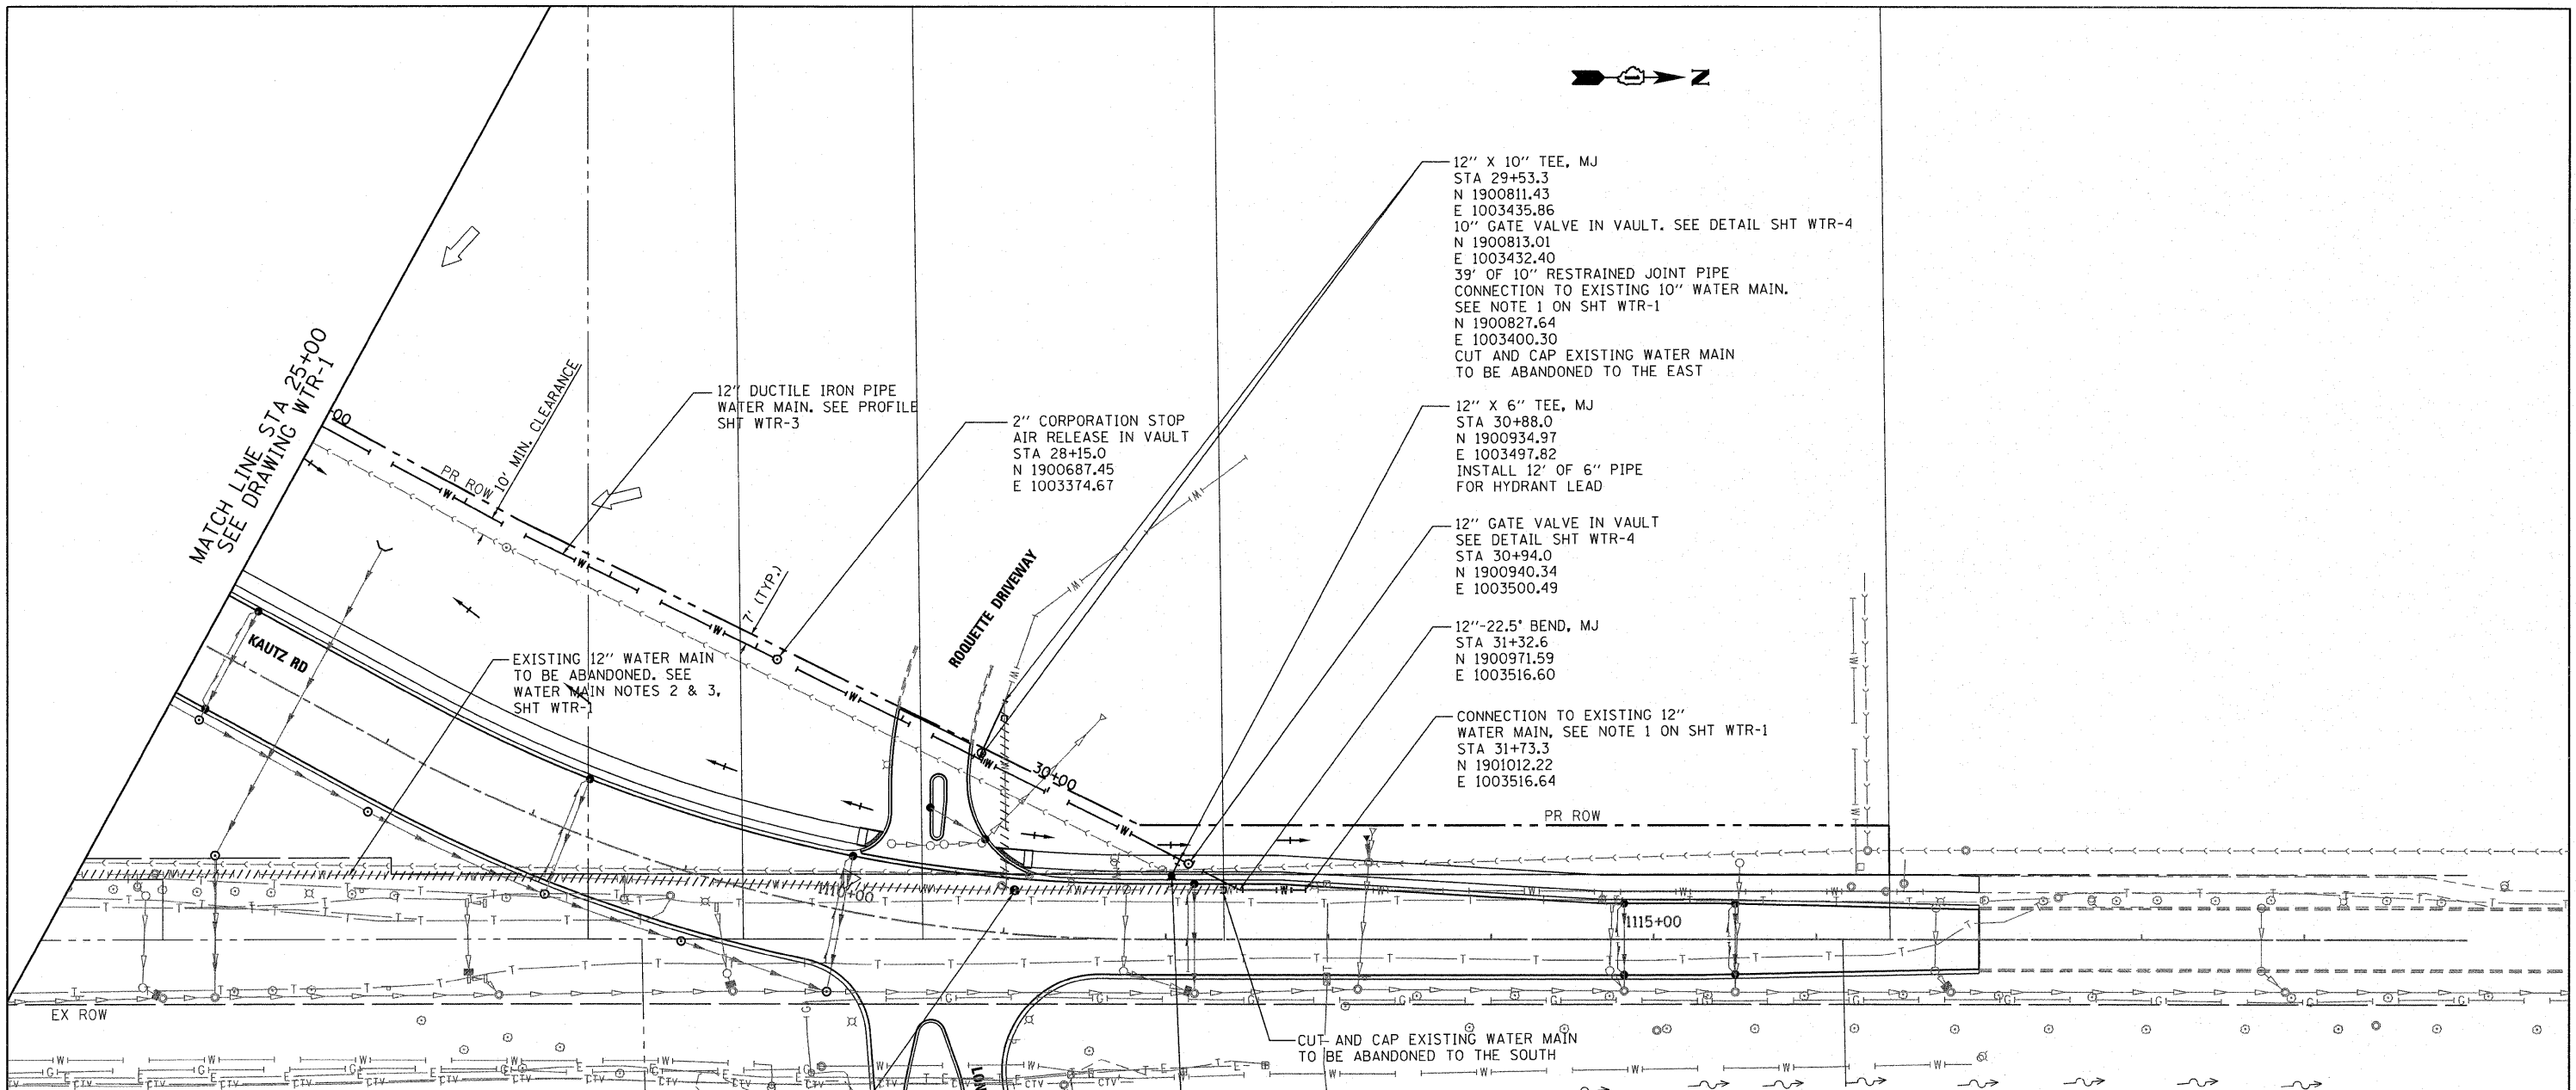 N
12" X 10" TEE, MJ
STA 29+53.3
N 1900811.43
E 1003435.86
10" GATE VALVE IN VAULT. SEE DETAIL SHT WTR-4
N 1900813.01
E 1003432.40
39' OF 10" RESTRAINED JOINT PIPE
CONNECTION TO EXISTING 10" WATER MAIN.
SEE NOTE 1 ON SHT WTR-1
N 1900827.64
E 1003400.30
CUT AND CAP EXISTING WATER MAIN
TO BE ABANDONED TO THE EAST
12" X 6" TEE, MJ
STA 30+88.0
N 1900934.97
E 1003497.82
INSTALL 12' OF 6" PIPE
FOR HYDRANT LEAD
12" GATE VALVE IN VAULT
SEE DETAIL SHT WTR-4
STA 30+94.0
N 1900940.34
E 1003500.49
12"-22.5° BEND, MJ
STA 31+32.6
N 1900971.59
E 1003516.60
CONNECTION TO EXISTING 12"
WATER MAIN, SEE NOTE 1 ON SHT WTR-1
STA 31+73.3
N 1901012.22
E 1003516.64
MATCH LINE STA 25+00
SEE DRAWING WTR-1
+00
PR ROW
10' MIN. CLEARANCE
12" DUCTILE IRON PIPE
WATER MAIN. SEE PROFILE
SHT WTR-3
2" CORPORATION STOP
AIR RELEASE IN VAULT
STA 28+15.0
N 1900687.45
E 1003374.67
7' (TYP.)
ROQUETTE DRIVEWAY
KAUTZ RD
EXISTING 12" WATER MAIN
TO BE ABANDONED. SEE
WATER MAIN NOTES 2 & 3,
SHT WTR-1
30+00
PR ROW
1110+00
1115+00
EX ROW
CUT AND CAP EXISTING WATER MAIN
TO BE ABANDONED TO THE SOUTH